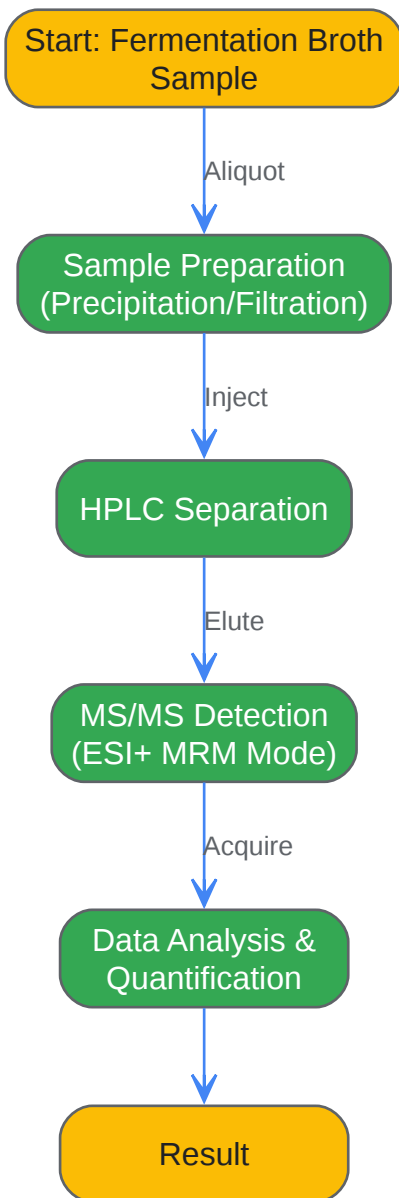 Start: Fermentation Broth
Sample
Aliquot
Sample Preparation
(Precipitation/Filtration)
Inject
HPLC Separation
Elute
MS/MS Detection
(ESI+ MRM Mode)
Acquire
Data Analysis &
Quantification
Result